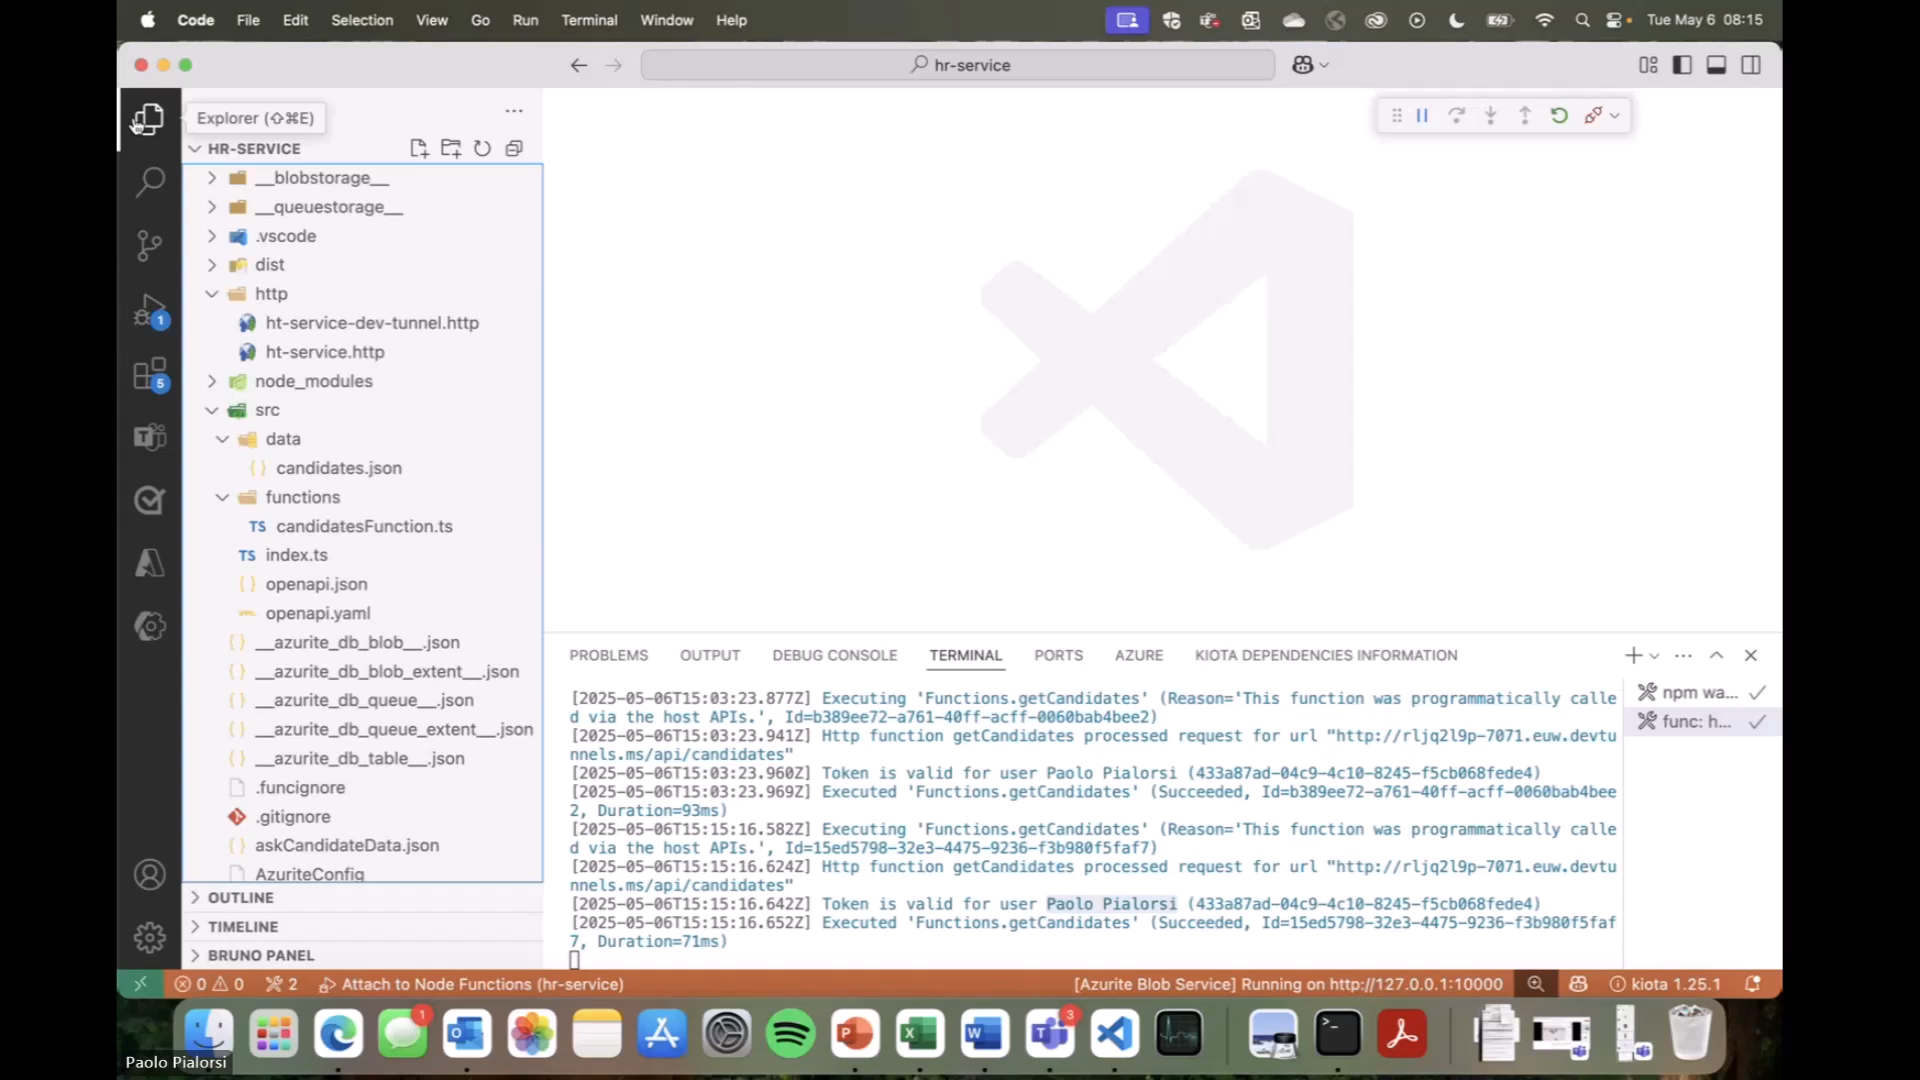 Code File Edit Selection View Go Run Terminal Window Help Tue May 6 08:15
hr-service
Explorer (⇧⌘E)
HR-SERVICE
__blobstorage__
__queuestorage__
.vscode
dist
http
ht-service-dev-tunnel.http
ht-service.http
node_modules
src
data
candidates.json
functions
TS candidatesFunction.ts
TS index.ts
openapi.json
openapi.yaml
__azurite_db_blob__.json
__azurite_db_blob_extent__.json
__azurite_db_queue__.json
__azurite_db_queue_extent__.json
__azurite_db_table__.json
.funcignore
.gitignore
askCandidateData.json
AzuriteConfig
OUTLINE
TIMELINE
BRUNO PANEL
1
5
PROBLEMS OUTPUT DEBUG CONSOLE TERMINAL PORTS AZURE KIOTA DEPENDENCIES INFORMATION
[2025-05-06T15:03:23.877Z] Executing 'Functions.getCandidates' (Reason='This function was programmatically calle
d via the host APIs.', Id=b389ee72-a761-40ff-acff-0060bab4bee2)
[2025-05-06T15:03:23.941Z] Http function getCandidates processed request for url "http://rljq2l9p-7071.euw.devtu
nnels.ms/api/candidates"
[2025-05-06T15:03:23.960Z] Token is valid for user Paolo Pialorsi (433a87ad-04c9-4c10-8245-f5cb068fede4)
[2025-05-06T15:03:23.969Z] Executed 'Functions.getCandidates' (Succeeded, Id=b389ee72-a761-40ff-acff-0060bab4bee
2, Duration=93ms)
[2025-05-06T15:15:16.582Z] Executing 'Functions.getCandidates' (Reason='This function was programmatically calle
d via the host APIs.', Id=15ed5798-32e3-4475-9236-f3b980f5faf7)
[2025-05-06T15:15:16.624Z] Http function getCandidates processed request for url "http://rljq2l9p-7071.euw.devtu
nnels.ms/api/candidates"
[2025-05-06T15:15:16.642Z] Token is valid for user Paolo Pialorsi (433a87ad-04c9-4c10-8245-f5cb068fede4)
[2025-05-06T15:15:16.652Z] Executed 'Functions.getCandidates' (Succeeded, Id=15ed5798-32e3-4475-9236-f3b980f5faf
7, Duration=71ms)
npm wa...
func: h...
0 0 2 Attach to Node Functions (hr-service) [Azurite Blob Service] Running on http://127.0.0.1:10000 kiota 1.25.1
1
3
Paolo Pialorsi